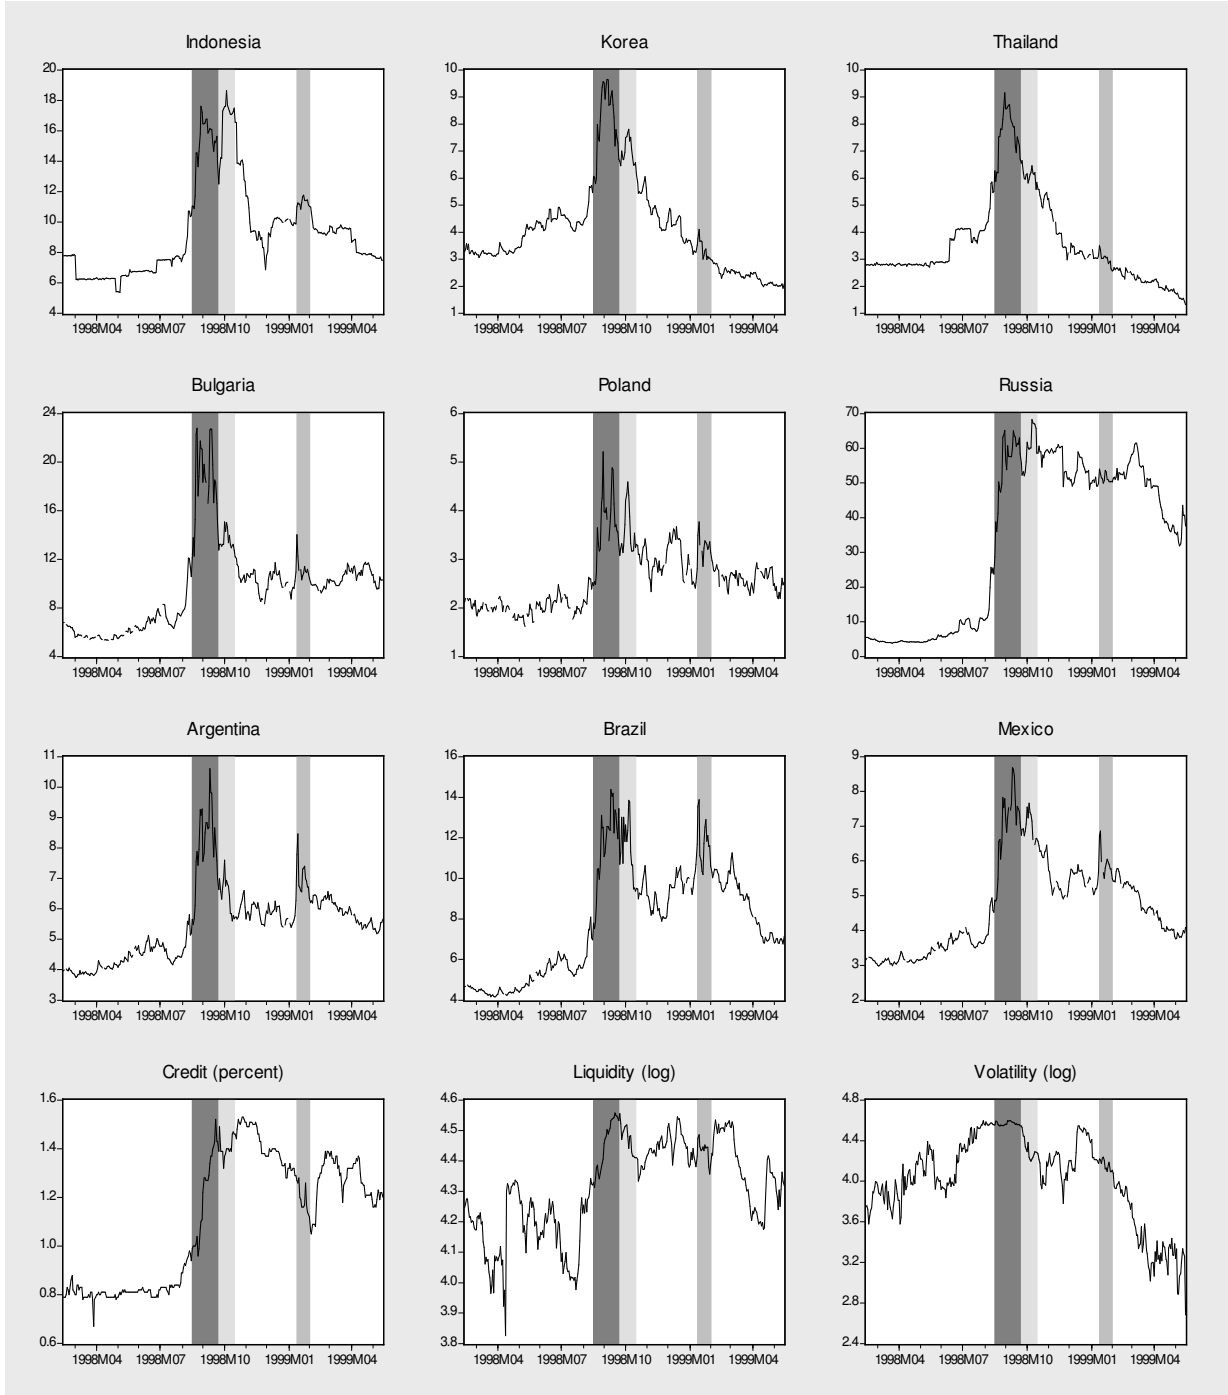 Indonesia Korea Thailand
20 10 10
18 9 9
16 8 8
14 7 7
12 6 6
10 5 5
8 4 4
6 3 3
4 2 2
1 1
1998M04 1998M07 1998M10 1999M01 1999M04 1998M04 1998M07 1998M10 1999M01 1999M04 1998M04 1998M07 1998M10 1999M01 1999M04
Bulgaria Poland Russia
24 6 70
20 5 60
16 4 50
12 3 40
8 2 30
4 1 20
10
0
1998M04 1998M07 1998M10 1999M01 1999M04 1998M04 1998M07 1998M10 1999M01 1999M04 1998M04 1998M07 1998M10 1999M01 1999M04
Argentina Brazil Mexico
11 16 9
10 14 8
9 12 7
8 10 6
7 8 5
6 6 4
5 4 3
4 2
3
1998M04 1998M07 1998M10 1999M01 1999M04 1998M04 1998M07 1998M10 1999M01 1999M04 1998M04 1998M07 1998M10 1999M01 1999M04
Credit (percent) Liquidity (log) Volatility (log)
1.6 4.6 4.8
1.4 4.5 4.4
1.2 4.4 4.0
1.0 4.3 3.6
0.8 4.2 3.2
0.6 4.1 2.8
4.0 2.4
3.9
3.8
1998M04 1998M07 1998M10 1999M01 1999M04 1998M04 1998M07 1998M10 1999M01 1999M04 1998M04 1998M07 1998M10 1999M01 1999M04